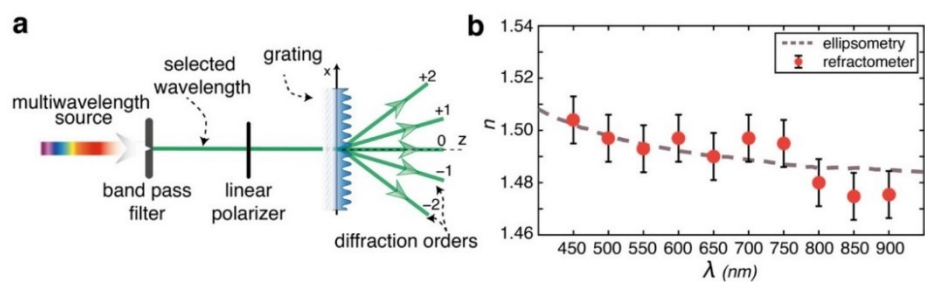 a
multiwavelength
source
selected
wavelength
grating
x
+2
+1
0
z
−1
−2
band pass
filter
linear
polarizer
diffraction orders
b
1.54
1.52
1.50
1.48
1.46
n
ellipsometry
refractometer
450 500 550 600 650 700 750 800 850 900
λ (nm)